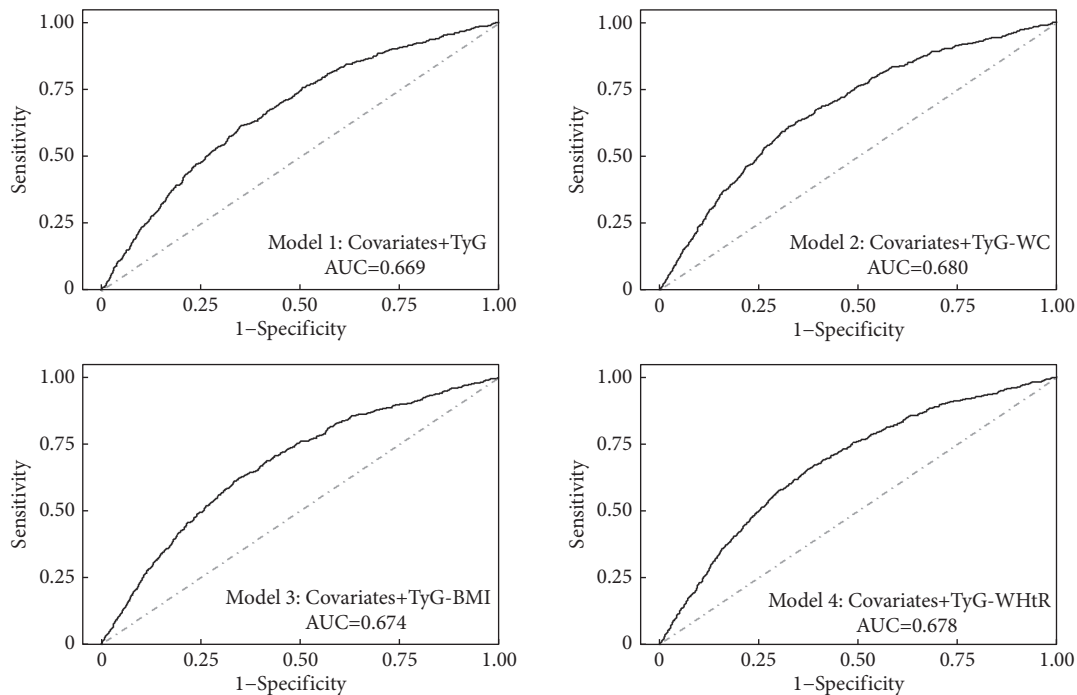 1.00
0.75
0.50
0.25
0
Sensitivity
Model 1: Covariates+TyG
AUC=0.669
0 0.25 0.50 0.75 1.00
1−Specificity
1.00
0.75
0.50
0.25
0
Sensitivity
Model 2: Covariates+TyG-WC
AUC=0.680
0 0.25 0.50 0.75 1.00
1−Specificity
1.00
0.75
0.50
0.25
0
Sensitivity
Model 3: Covariates+TyG-BMI
AUC=0.674
0 0.25 0.50 0.75 1.00
1−Specificity
1.00
0.75
0.50
0.25
0
Sensitivity
Model 4: Covariates+TyG-WHtR
AUC=0.678
0 0.25 0.50 0.75 1.00
1−Specificity